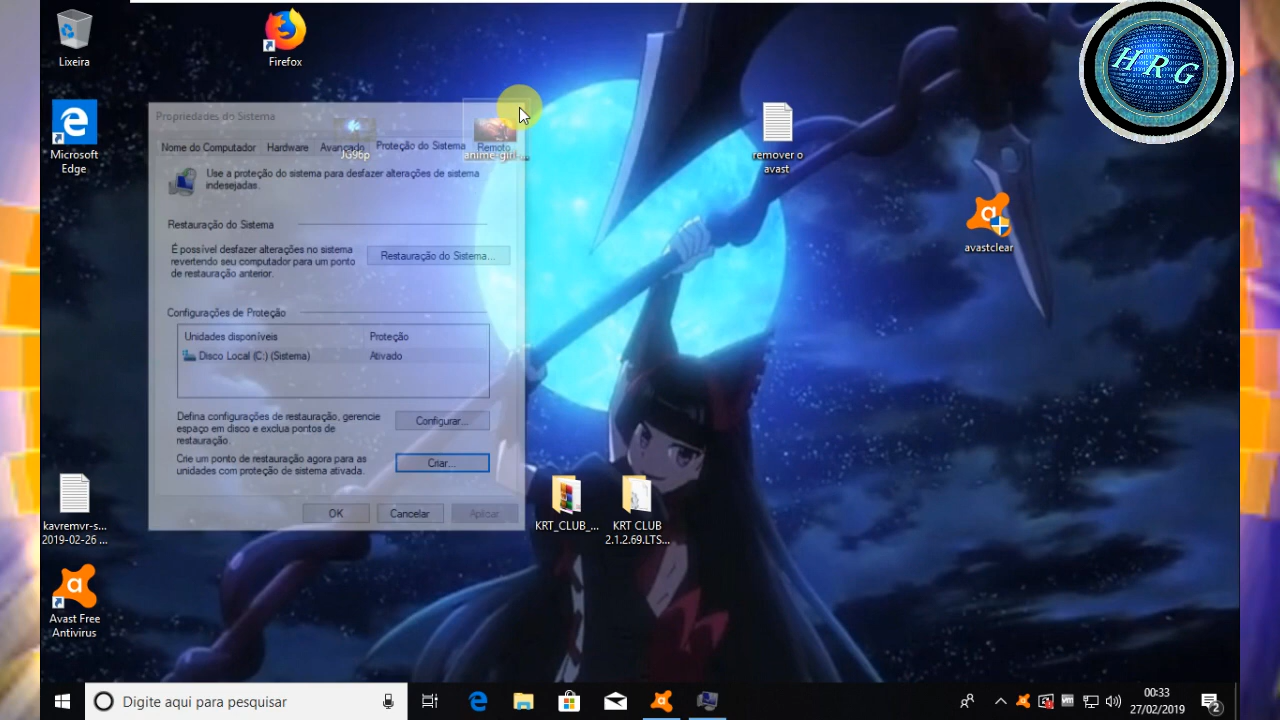 Lixeira
Firefox
HRG
Microsoft
Edge
Propriedades do Sistema
Nome do Computador
Hardware
Avançado
Proteção do Sistema
Remoto
JG96p
anime-girl-...
remover o
avast
Use a proteção do sistema para desfazer alterações de sistema
indesejadas.
avastclear
Restauração do Sistema
É possível desfazer alterações no sistema
revertendo seu computador para um ponto
de restauração anterior.
Restauração do Sistema...
Configurações de Proteção
Unidades disponíveis
Proteção
Disco Local (C:) (Sistema)
Ativado
Defina configurações de restauração, gerencie
espaço em disco e exclua pontos de
restauração.
Configurar...
Crie um ponto de restauração agora para as
unidades com proteção de sistema ativada.
Criar...
OK
Cancelar
Aplicar
kavremvr-s...
2019-02-26 ...
KRT_CLUB_...
KRT CLUB
2.1.2.69.LTS...
Avast Free
Antivirus
Digite aqui para pesquisar
00:33
27/02/2019
2